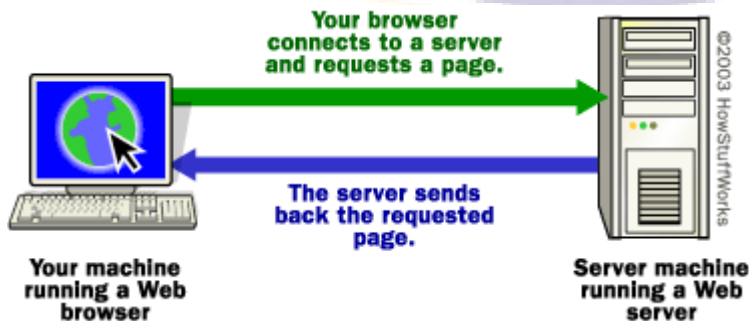 Your browser
connects to a server
and requests a page.
©2003 HowStuffWorks
The server sends
back the requested
page.
Your machine
running a Web
browser
Server machine
running a Web
server